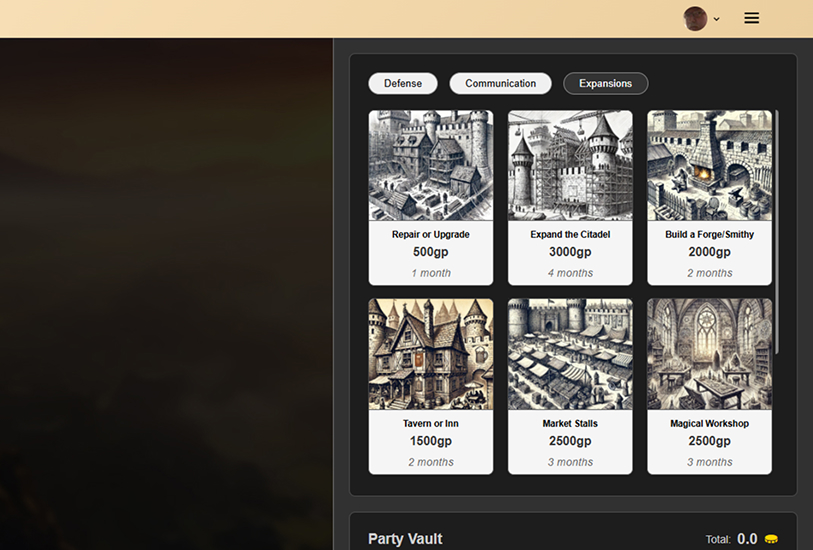 Defense
Communication
Expansions
Repair or Upgrade
500gp
1 month
Expand the Citadel
3000gp
4 months
Build a Forge/Smithy
2000gp
2 months
Tavern or Inn
1500gp
2 months
Market Stalls
2500gp
3 months
Magical Workshop
2500gp
3 months
Party Vault
Total: 0.0